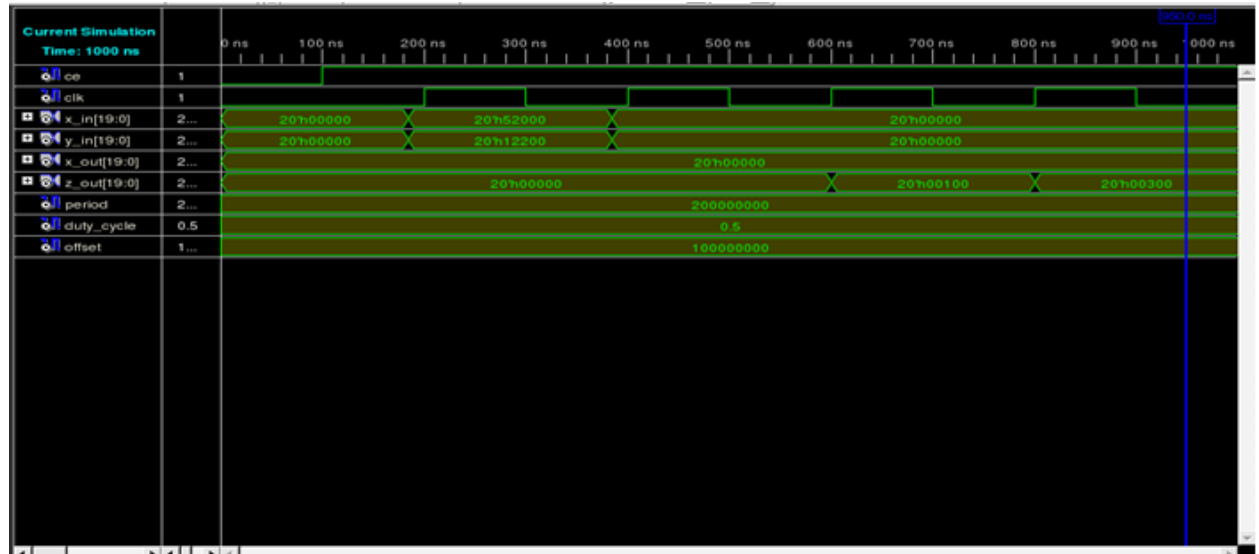 950.0 ns
Current Simulation
Time: 1000 ns
0 ns 100 ns 200 ns 300 ns 400 ns 500 ns 600 ns 700 ns 800 ns 900 ns 1000 ns
ce 1
clk 1
x_in[19:0] 2... 20'h00000 20'h52000 20'h00000
y_in[19:0] 2... 20'h00000 20'h12200 20'h00000
x_out[19:0] 2... 20'h00000
z_out[19:0] 2... 20'h00000 20'h00100 20'h00300
period 2... 200000000
duty_cycle 0.5 0.5
offset 1... 100000000